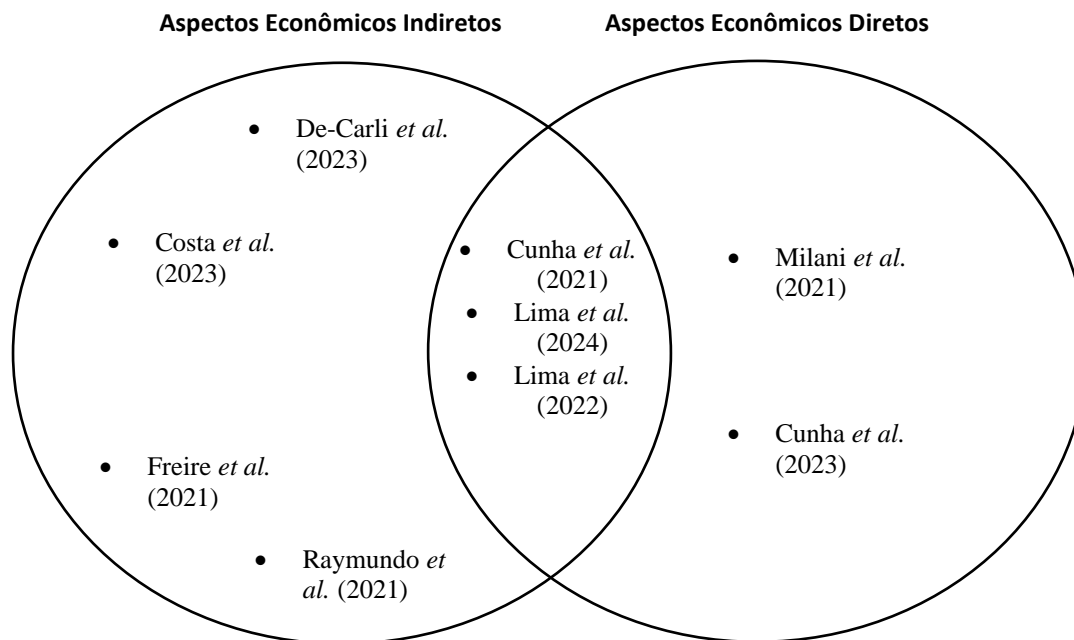 Aspectos Econômicos Indiretos
Aspectos Econômicos Diretos
• De-Carli et al.
(2023)
• Costa et al.
(2023)
• Freire et al.
(2021)
• Raymundo et
al. (2021)
• Cunha et al.
(2021)
• Lima et al.
(2024)
• Lima et al.
(2022)
• Milani et al.
(2021)
• Cunha et al.
(2023)